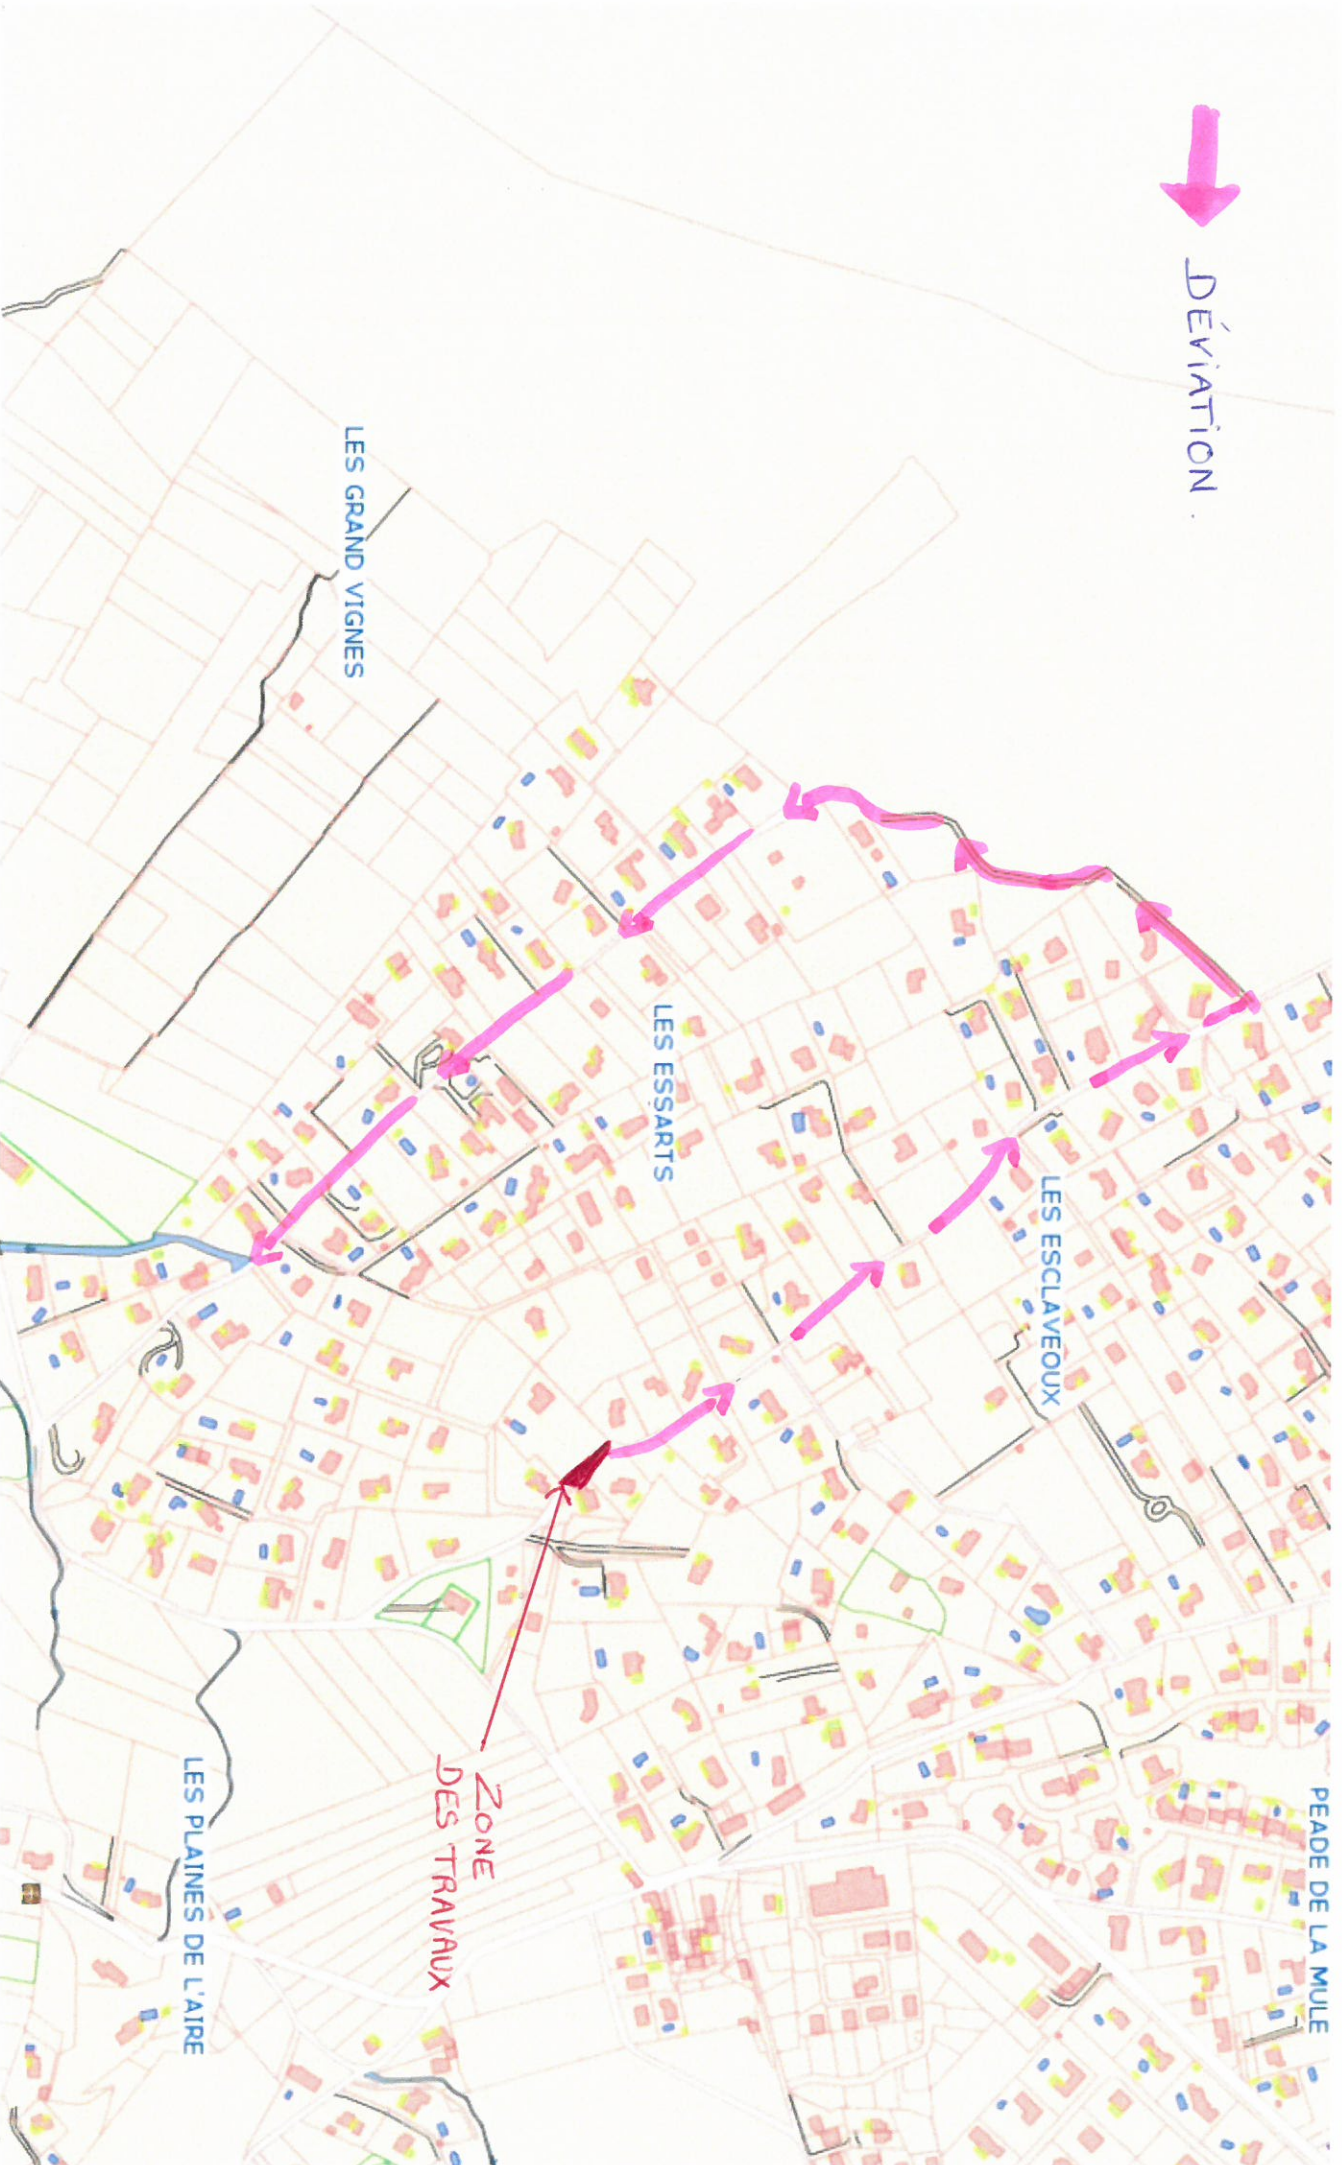 DÉVIATION.
LES GRAND VIGNES
LES ESSARTS
LES ESCLAVEOUX
ZONE
DES TRAVAUX
LES PLAINES DE L'AIRE
PEADE DE LA MULE